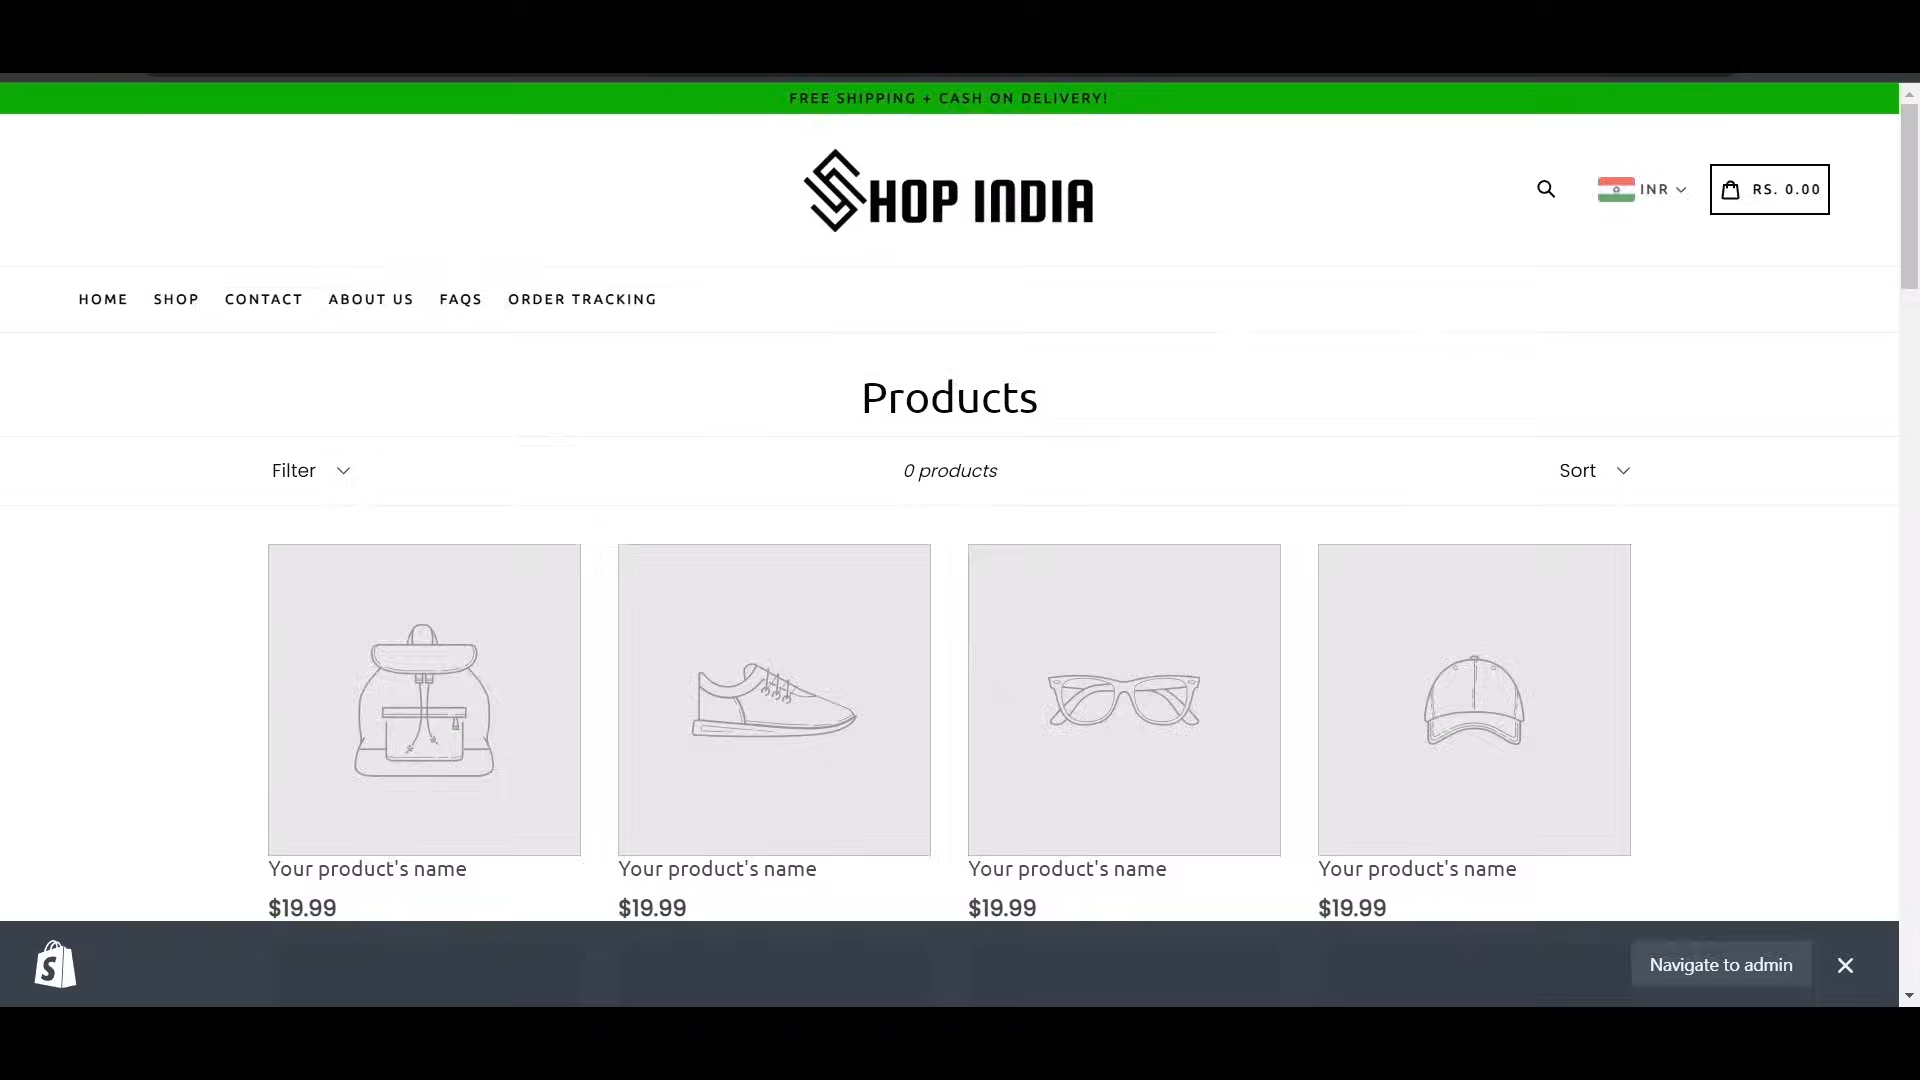 FREE SHIPPING + CASH ON DELIVERY!
SHOP INDIA
INR
RS. 0.00
HOME SHOP CONTACT ABOUT US FAQS ORDER TRACKING
Products
Filter
0 products
Sort
Your product's name
$19.99
Your product's name
$19.99
Your product's name
$19.99
Your product's name
$19.99
Navigate to admin